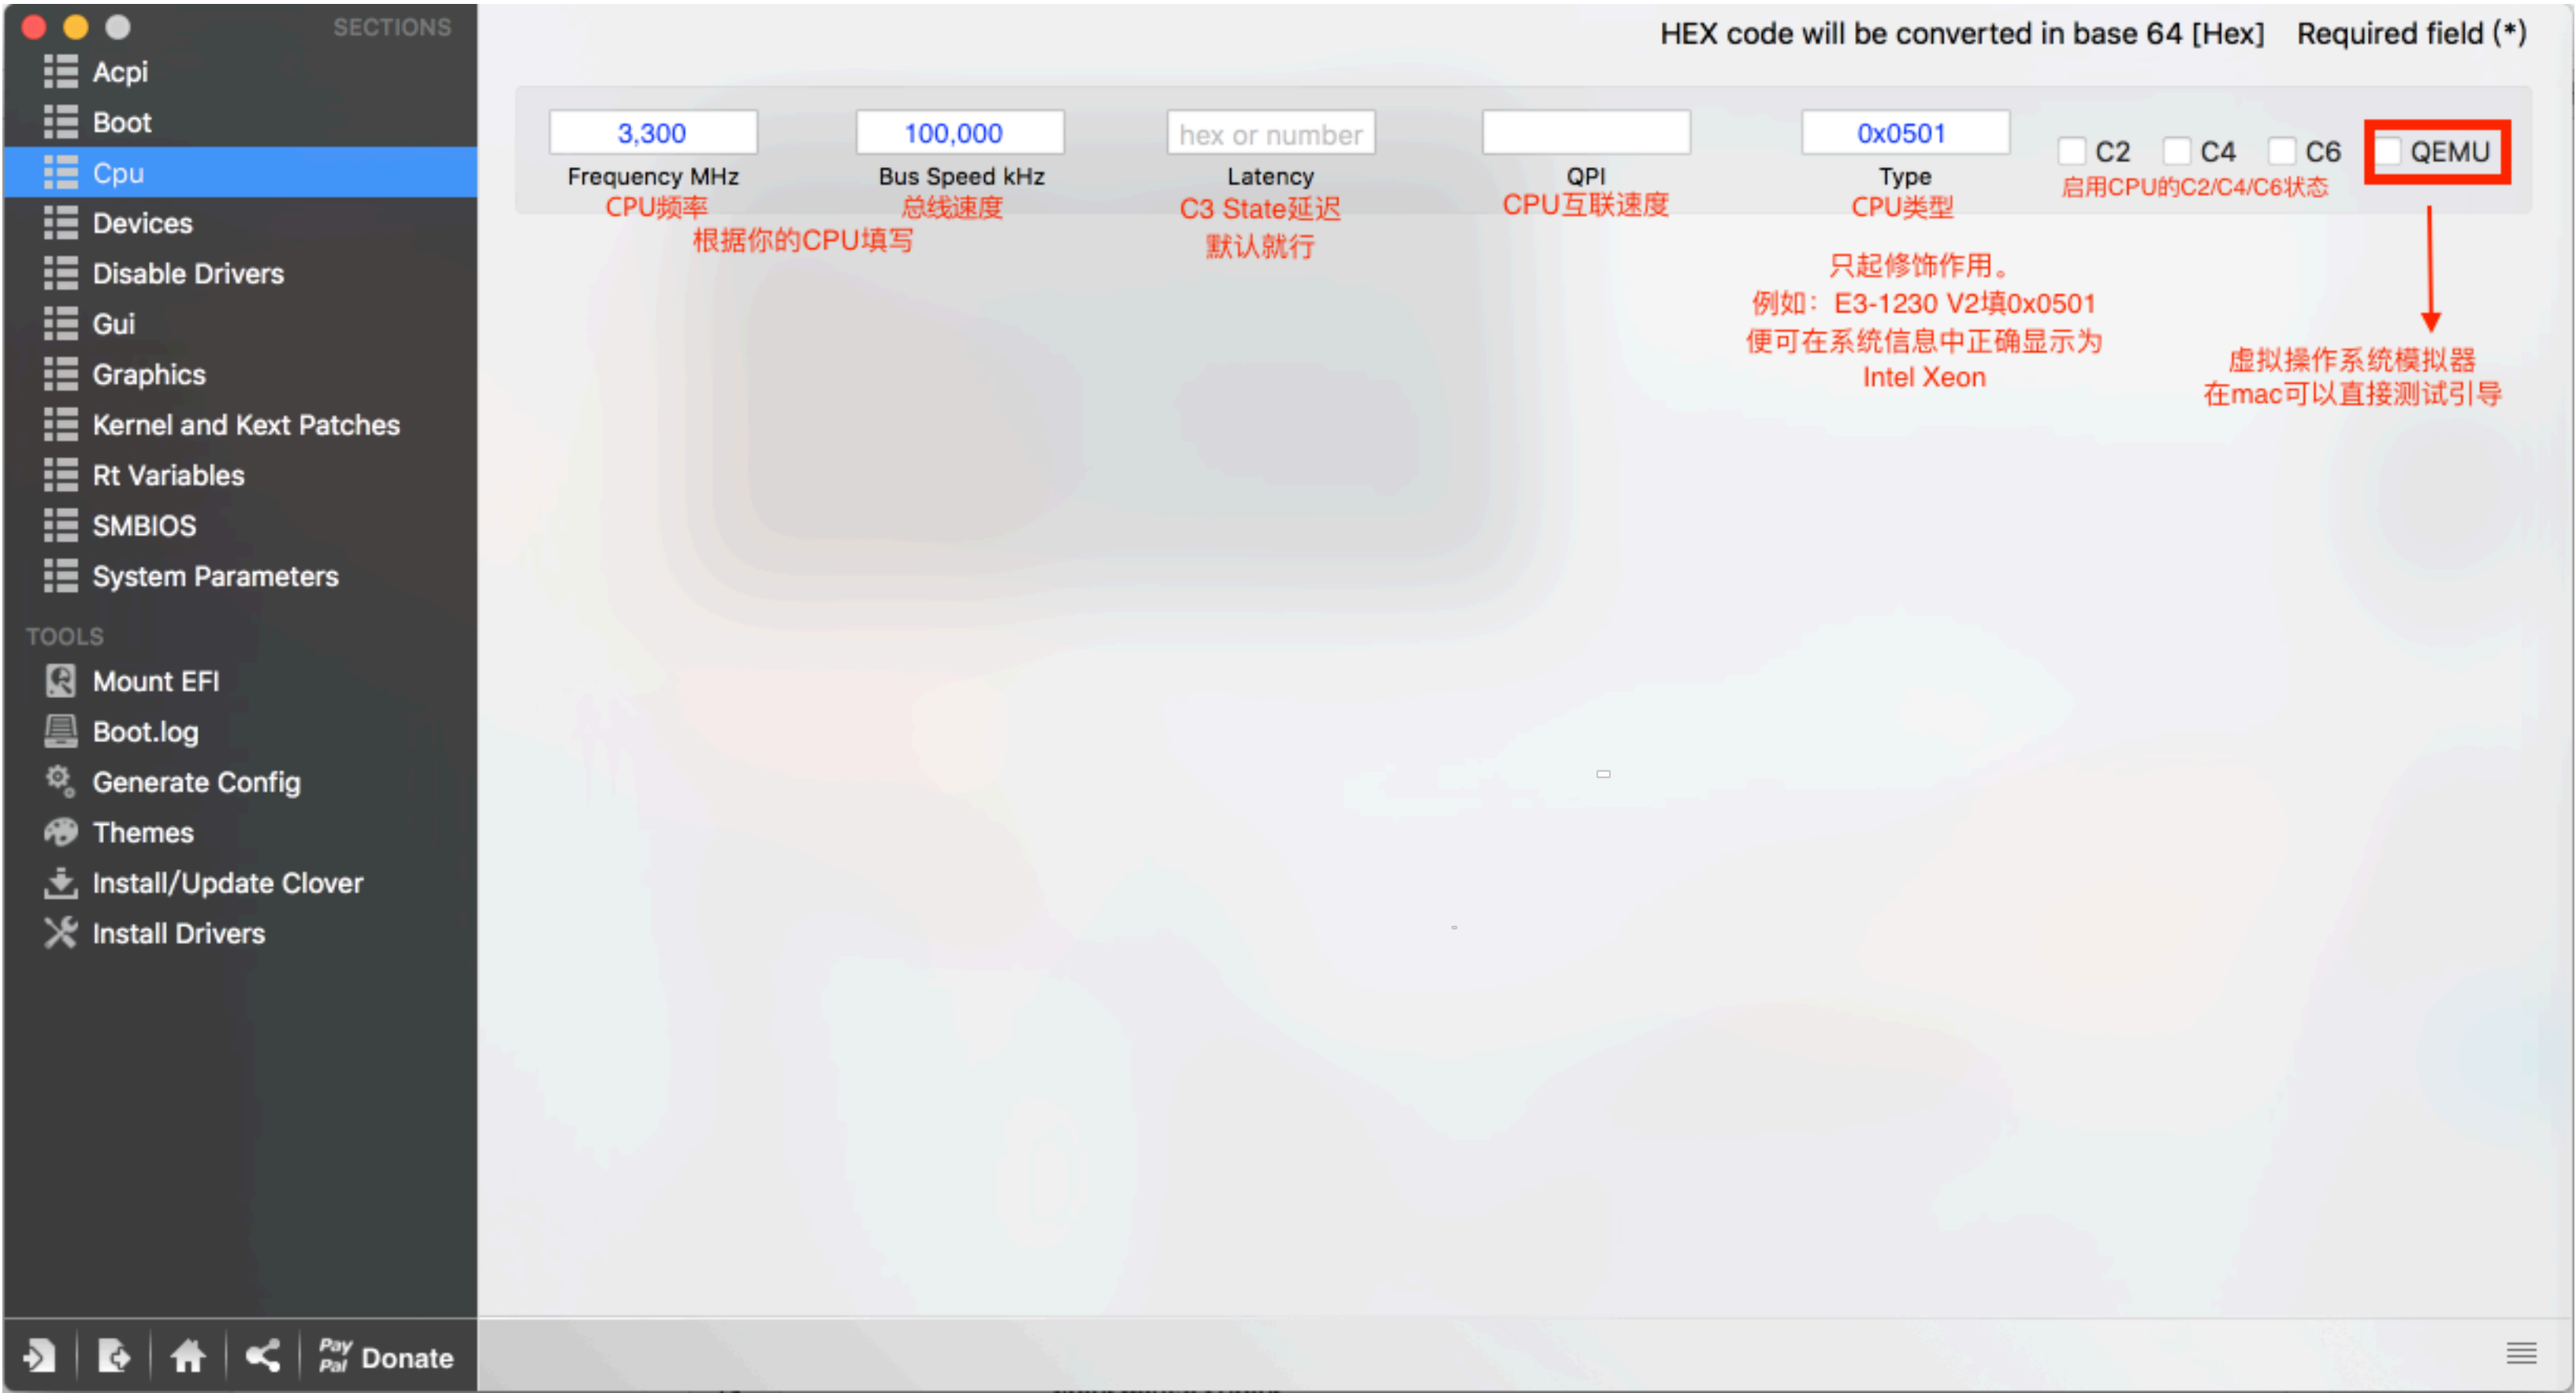 SECTIONS
Acpi
Boot
Cpu
Devices
Disable Drivers
Gui
Graphics
Kernel and Kext Patches
Rt Variables
SMBIOS
System Parameters
TOOLS
Mount EFI
Boot.log
Generate Config
Themes
Install/Update Clover
Install Drivers
Pay
Pal
Donate
HEX code will be converted in base 64 [Hex] Required field (*)
3,300
Frequency MHz
CPU频率
100,000
Bus Speed kHz
总线速度
根据你的CPU填写
hex or number
Latency
C3 State延迟
默认就行
QPI
CPU互联速度
0x0501
Type
CPU类型
只起修饰作用。
例如：E3-1230 V2填0x0501
便可在系统信息中正确显示为
Intel Xeon
C2 C4 C6 QEMU
启用CPU的C2/C4/C6状态
虚拟操作系统模拟器
在mac可以直接测试引导